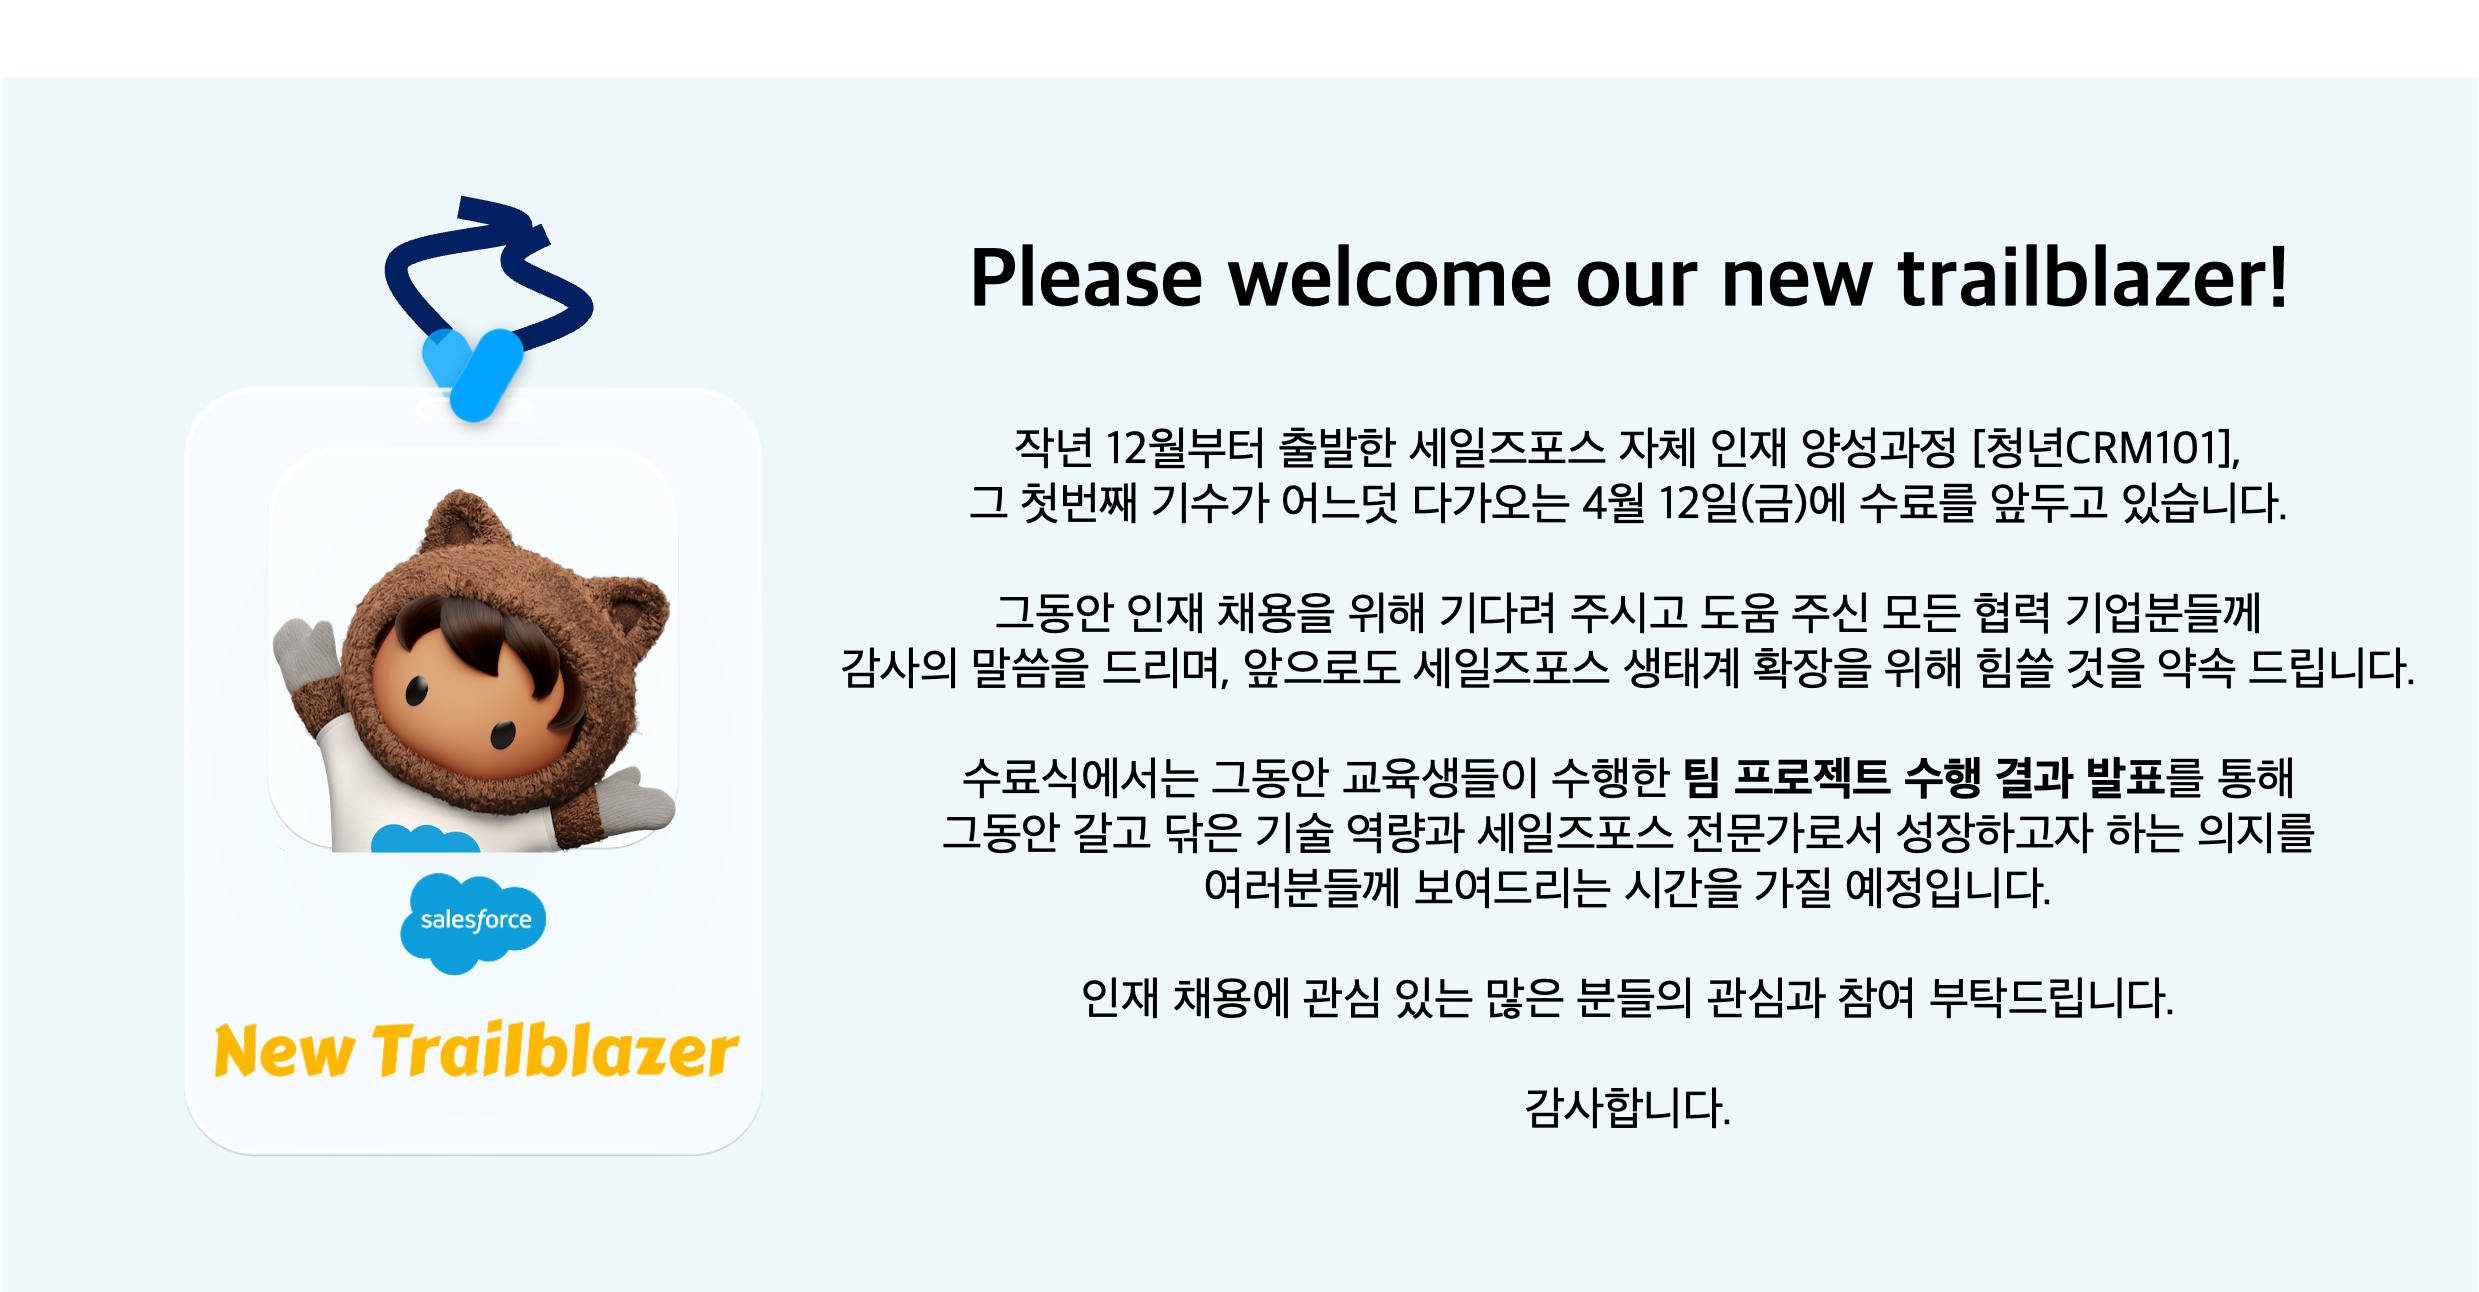 Please welcome our new trailblazer!
작년 12월부터 출발한 세일즈포스 자체 인재 양성과정 [청년CRM101],
그 첫번째 기수가 어느덧 다가오는 4월 12일(금)에 수료를 앞두고 있습니다.
그동안 인재 채용을 위해 기다려 주시고 도움 주신 모든 협력 기업분들께
감사의 말씀을 드리며, 앞으로도 세일즈포스 생태계 확장을 위해 힘쓸 것을 약속 드립니다.
수료식에서는 그동안 교육생들이 수행한 팀 프로젝트 수행 결과 발표를 통해
그동안 갈고 닦은 기술 역량과 세일즈포스 전문가로서 성장하고자 하는 의지를
여러분들께 보여드리는 시간을 가질 예정입니다.
인재 채용에 관심 있는 많은 분들의 관심과 참여 부탁드립니다.
감사합니다.
salesforce
New Trailblazer